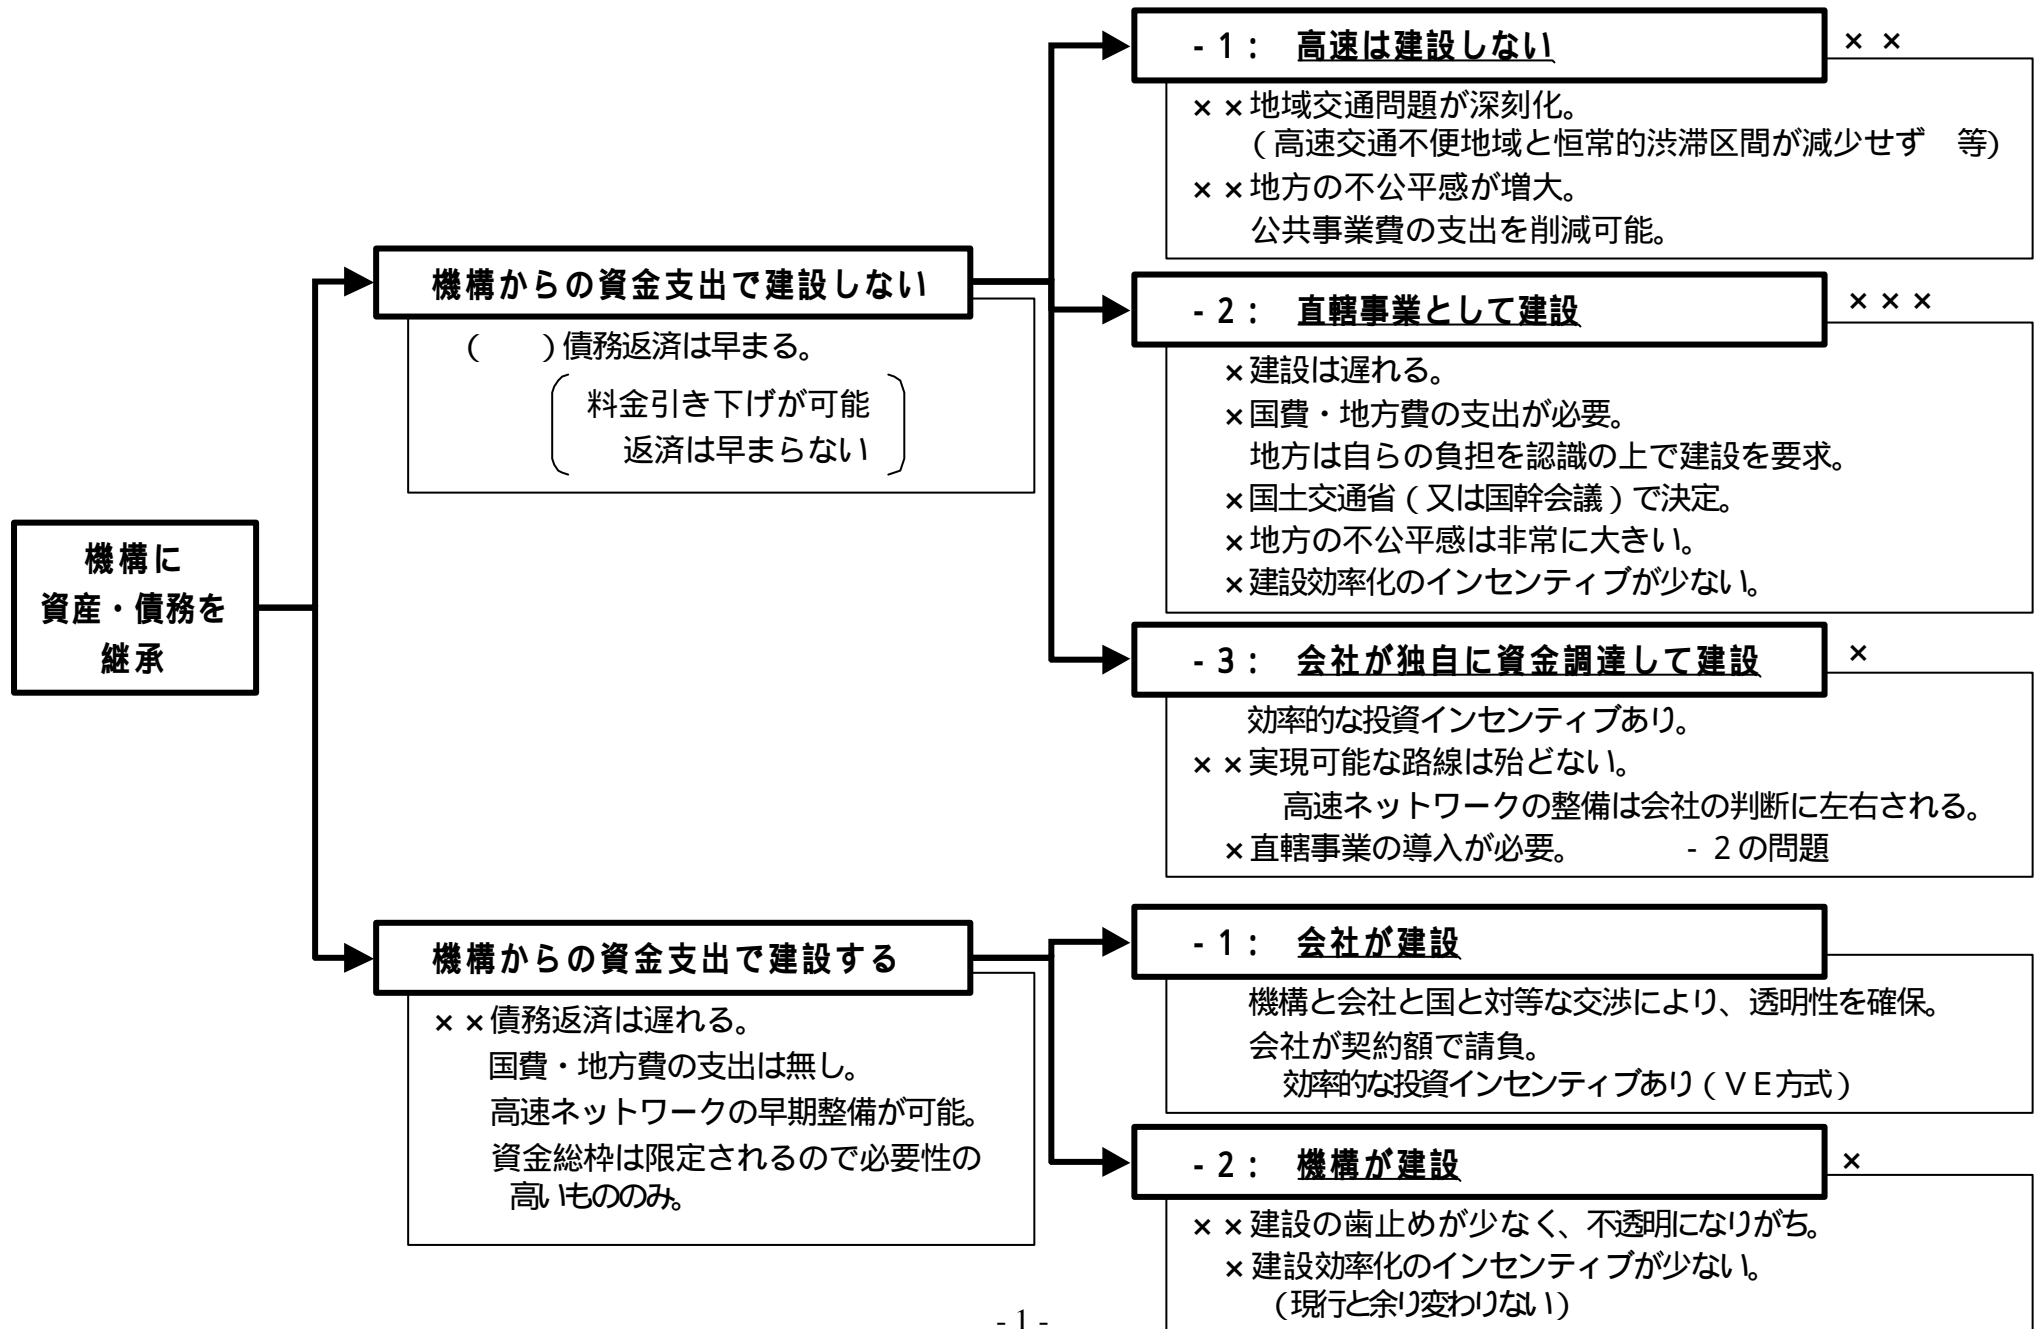 機構に
資産・債務を
継承
機構からの資金支出で建設しない
(　　)債務返済は早まる。
料金引き下げが可能
返済は早まらない
-1: 高速は建設しない
××
××地域交通問題が深刻化。
(高速交通不便地域と恒常的渋滞区間が減少せず　等)
××地方の不公平感が増大。
公共事業費の支出を削減可能。
-2: 直轄事業として建設
×××
×建設は遅れる。
×国費・地方費の支出が必要。
地方は自らの負担を認識の上で建設を要求。
×国土交通省(又は国幹会議)で決定。
×地方の不公平感は非常に大きい。
×建設効率化のインセンティブが少ない。
-3: 会社が独自に資金調達して建設
×
効率的な投資インセンティブあり。
××実現可能な路線は殆どない。
高速ネットワークの整備は会社の判断に左右される。
×直轄事業の導入が必要。　　-2の問題
機構からの資金支出で建設する
××債務返済は遅れる。
国費・地方費の支出は無し。
高速ネットワークの早期整備が可能。
資金総枠は限定されるので必要性の
高いもののみ。
-1: 会社が建設
機構と会社と国と対等な交渉により、透明性を確保。
会社が契約額で請負。
効率的な投資インセンティブあり(VE方式)
-2: 機構が建設
×
××建設の歯止めが少なく、不透明になりがち。
×建設効率化のインセンティブが少ない。
(現行と余り変わりない)
- 1 -